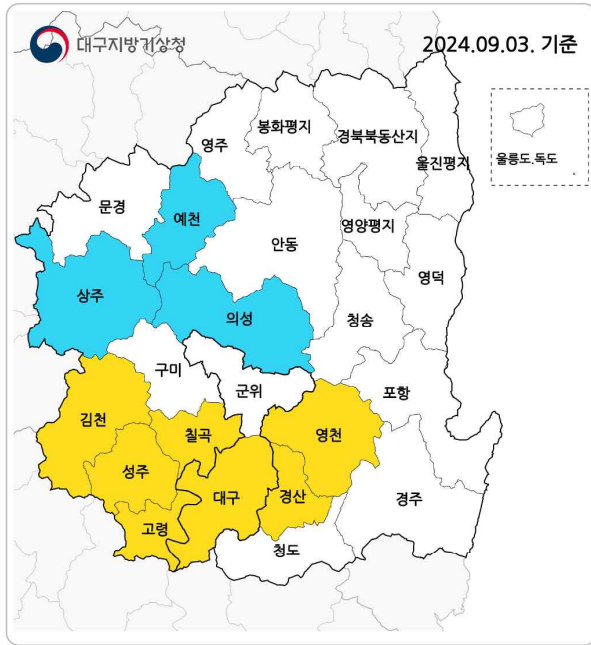 대구지방기상청
2024.09.03. 기준
봉화평지
경북북동산지
영주
울진평지
울릉도.독도
문경
예천
영양평지
안동
영덕
상주
의성
청송
구미
군위
포항
김천
칠곡
영천
성주
대구
경산
경주
고령
청도